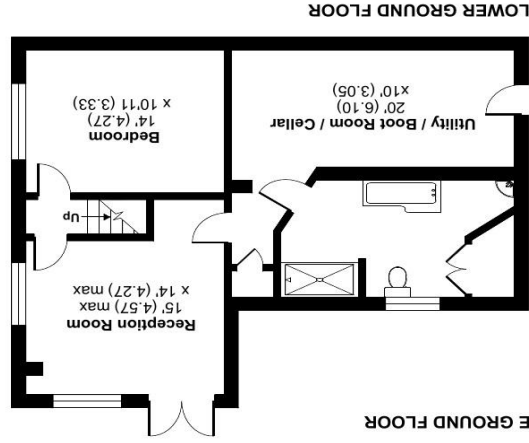 E GROUND FLOOR
Reception Room
15' (4.57) max
x 14' (4.27) max
Up
Bedroom
14' (4.27)
x 10'11 (3.33)
Utility / Boot Room / Cellar
20' (6.10)
x10' (3.05)
LOWER GROUND FLOOR